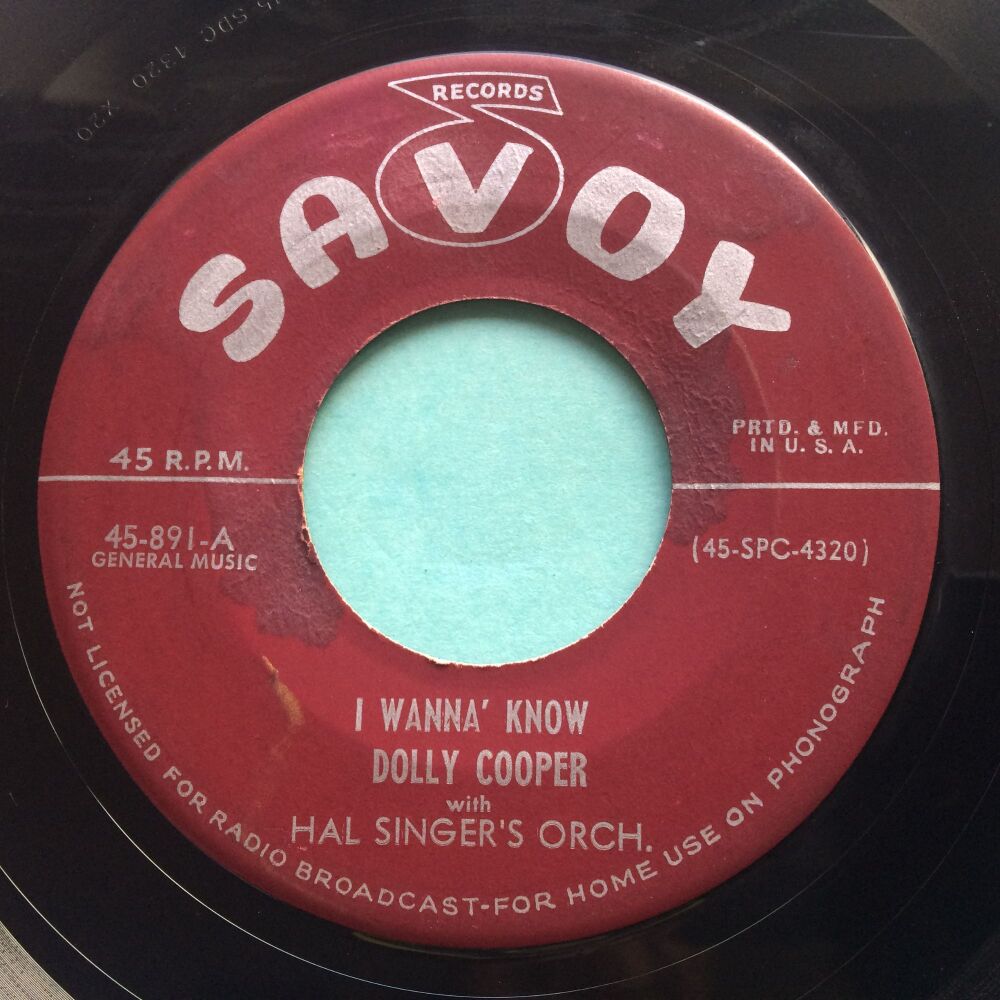 RECORDS
SAVOY
45 R.P.M.
PRTD. & MFD.
IN U. S. A.
45-891-A
GENERAL MUSIC
(45-SPC-4320)
I WANNA' KNOW
DOLLY COOPER
with
HAL SINGER'S ORCH.
NOT LICENSED FOR RADIO BROADCAST-FOR HOME USE ON PHONOGRAPH